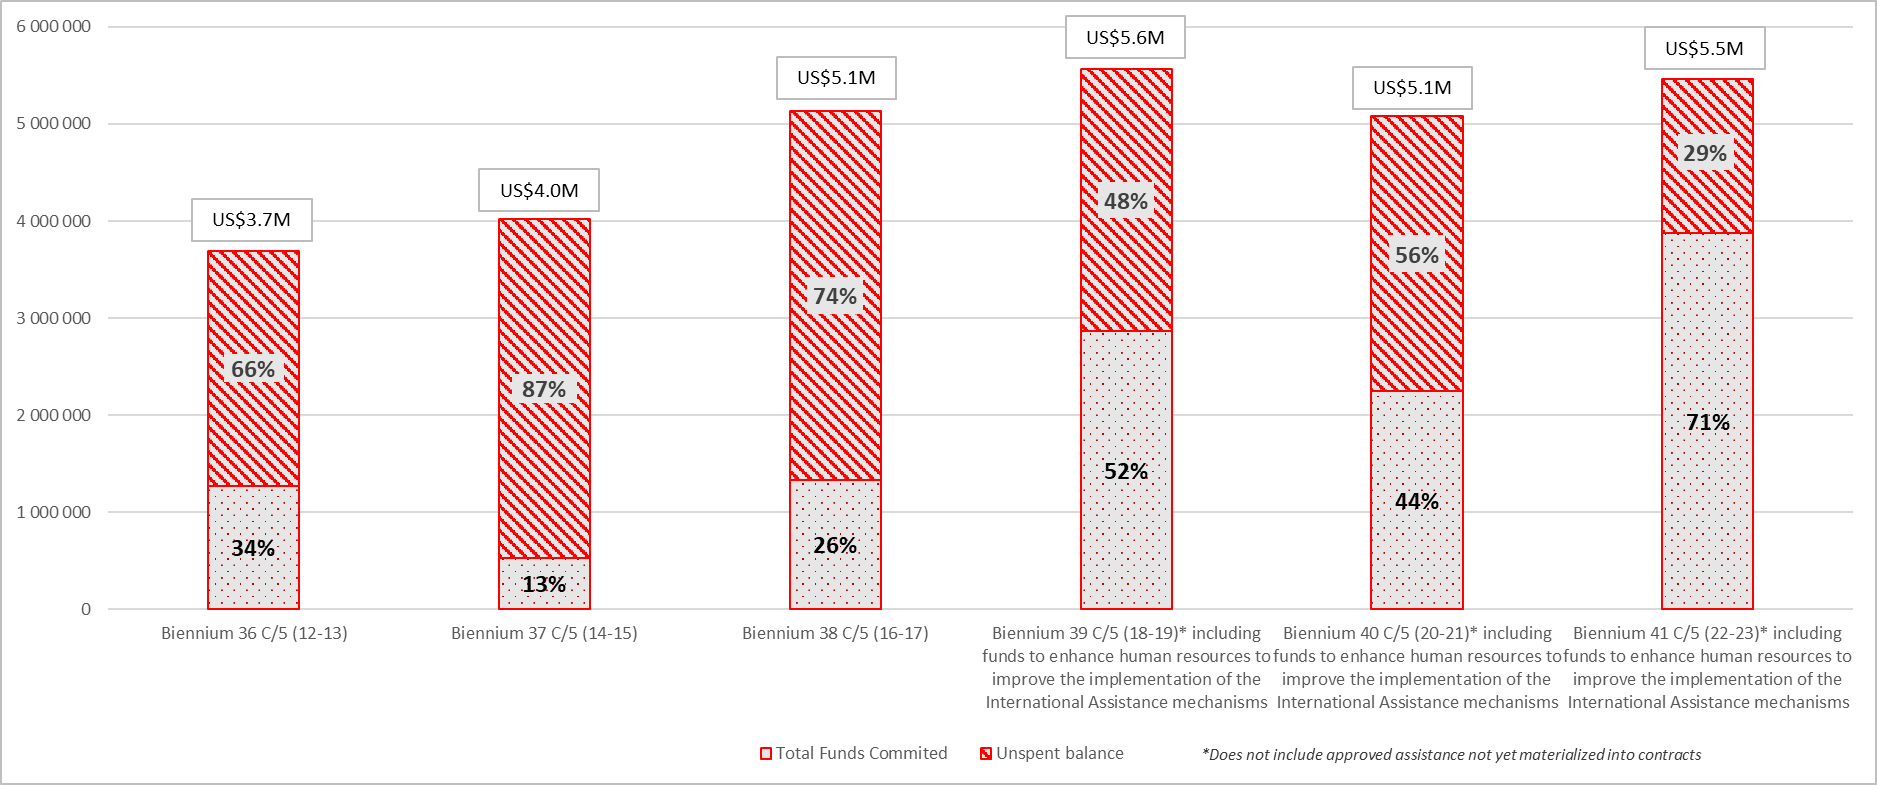 6 000 000
5 000 000
4 000 000
3 000 000
2 000 000
1 000 000
0
US$3.7M
66%
34%
US$4.0M
87%
13%
US$5.1M
74%
26%
US$5.6M
48%
52%
US$5.1M
56%
44%
US$5.5M
29%
71%
Biennium 36 C/5 (12-13)
Biennium 37 C/5 (14-15)
Biennium 38 C/5 (16-17)
Biennium 39 C/5 (18-19)* including
funds to enhance human resources to
improve the implementation of the
International Assistance mechanisms
Biennium 40 C/5 (20-21)* including
funds to enhance human resources to
improve the implementation of the
International Assistance mechanisms
Biennium 41 C/5 (22-23)* including
funds to enhance human resources to
improve the implementation of the
International Assistance mechanisms
Total Funds Commited
Unspent balance
*Does not include approved assistance not yet materialized into contracts